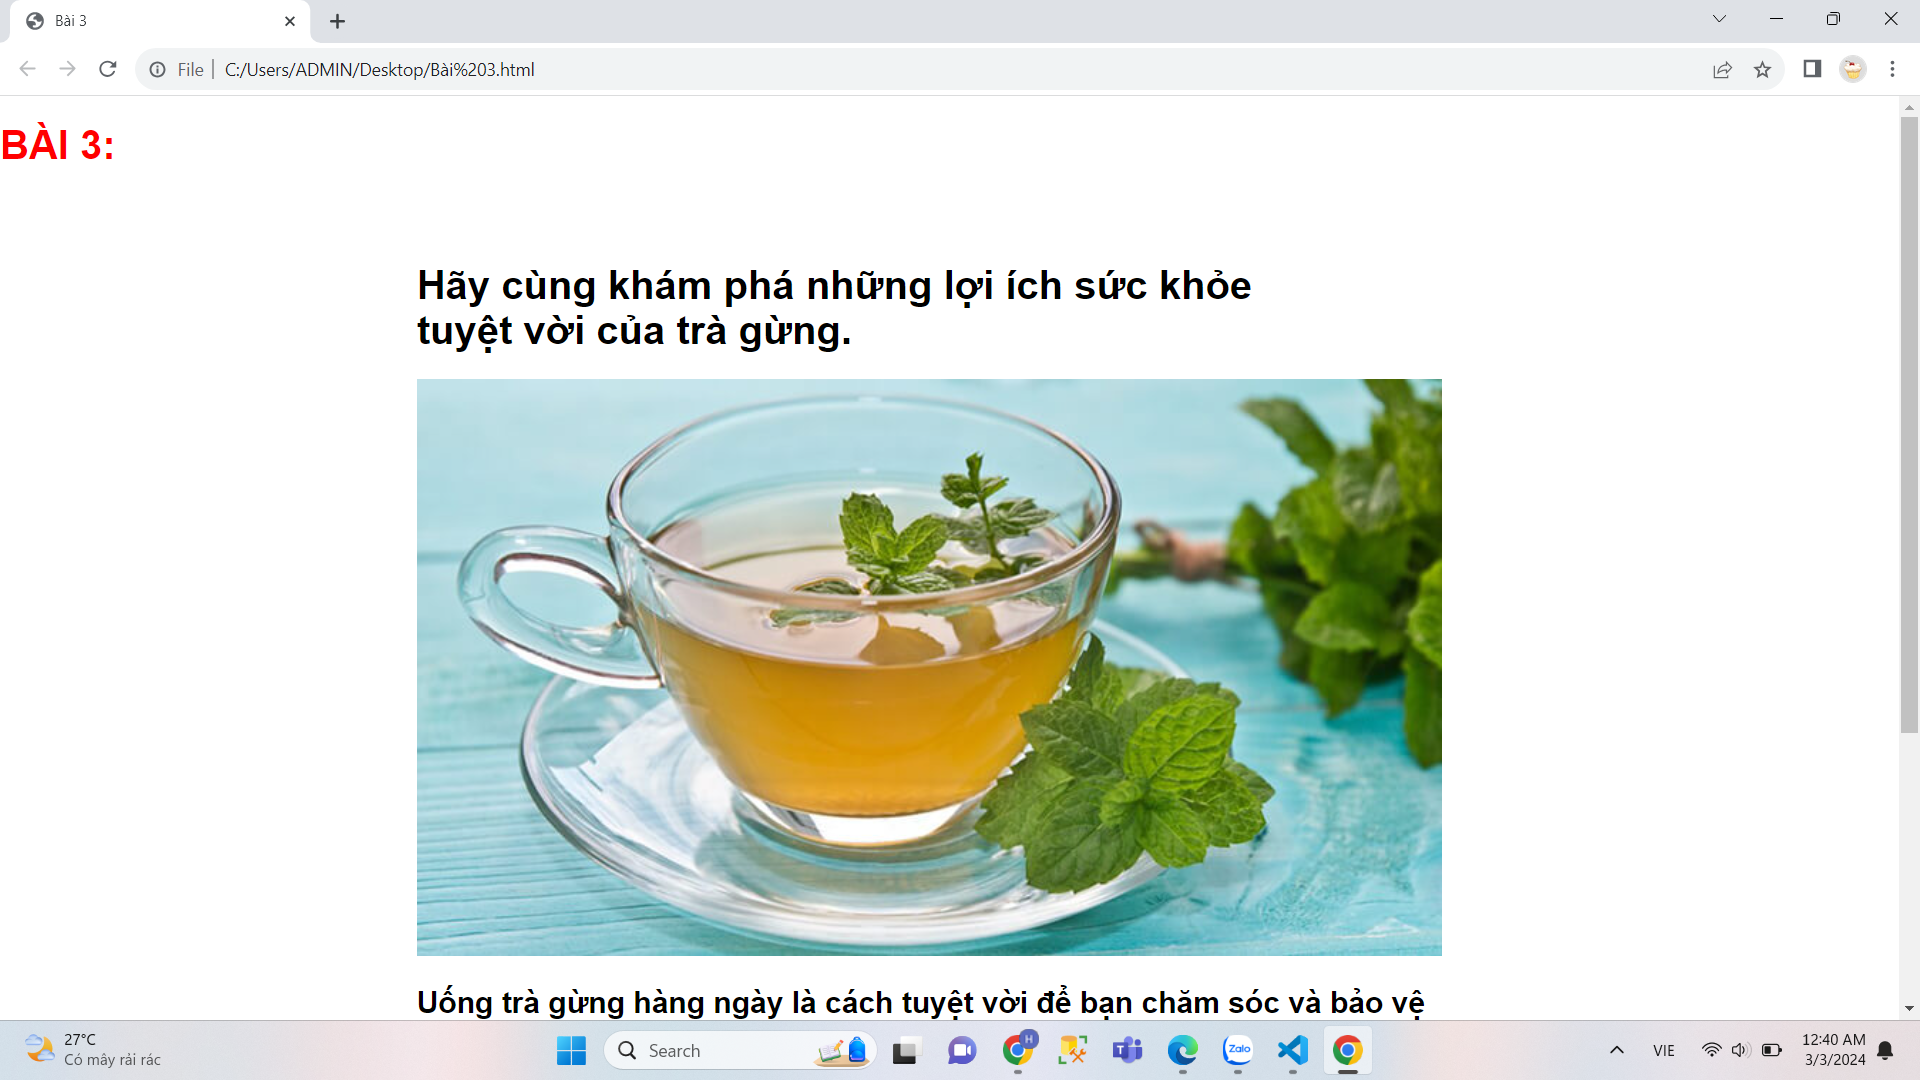 Bài 3
File
C:/Users/ADMIN/Desktop/Bài%203.html
BÀI 3:
Hãy cùng khám phá những lợi ích sức khỏe
tuyệt vời của trà gừng.
Uống trà gừng hàng ngày là cách tuyệt vời để bạn chăm sóc và bảo vệ
27°C
Có mây rải rác
Search
H
Zalo
VIE
12:40 AM
3/3/2024